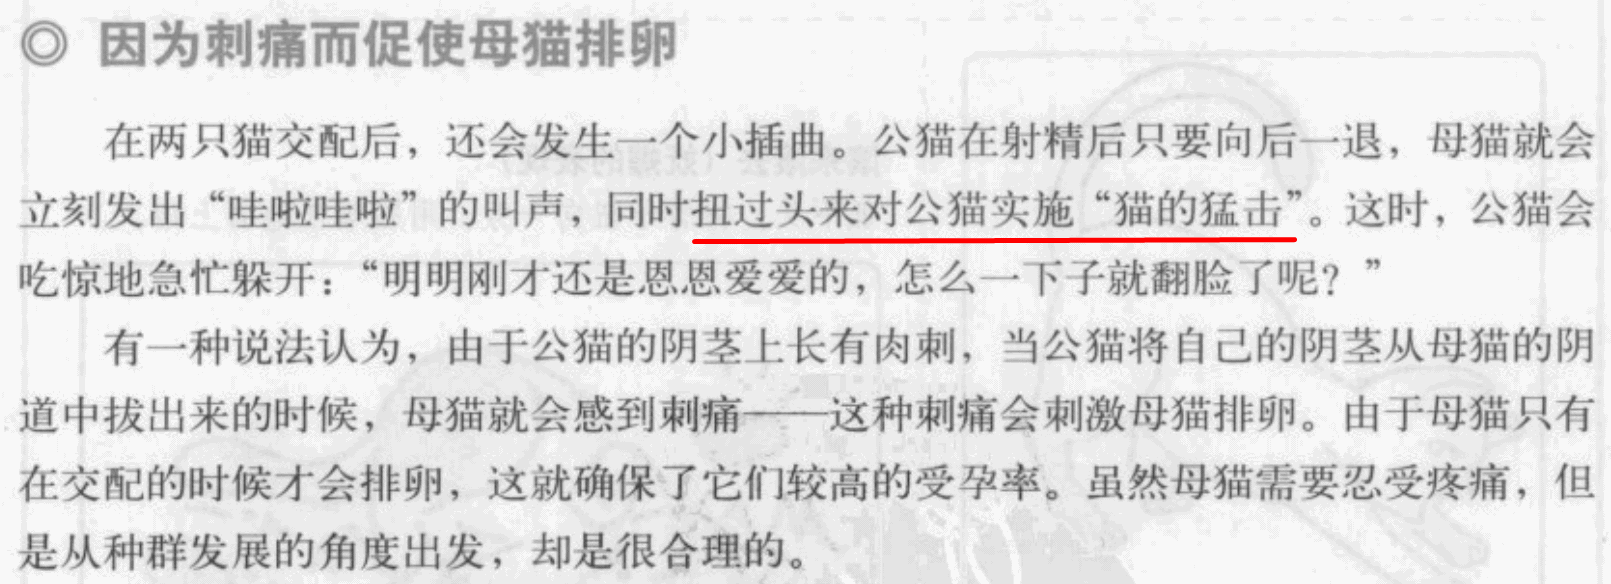 ◎ 因为刺痛而促使母猫排卵
在两只猫交配后，还会发生一个小插曲。公猫在射精后只要向后一退，母猫就会
立刻发出“哇啦哇啦”的叫声，同时扭过头来对公猫实施“猫的猛击”。这时，公猫会
吃惊地急忙躲开：“明明刚才还是恩恩爱爱的，怎么一下子就翻脸了呢？”
有一种说法认为，由于公猫的阴茎上长有肉刺，当公猫将自己的阴茎从母猫的阴
道中拔出来的时候，母猫就会感到刺痛——这种刺痛会刺激母猫排卵。由于母猫只有
在交配的时候才会排卵，这就确保了它们较高的受孕率。虽然母猫需要忍受疼痛，但
是从种群发展的角度出发，却是很合理的。